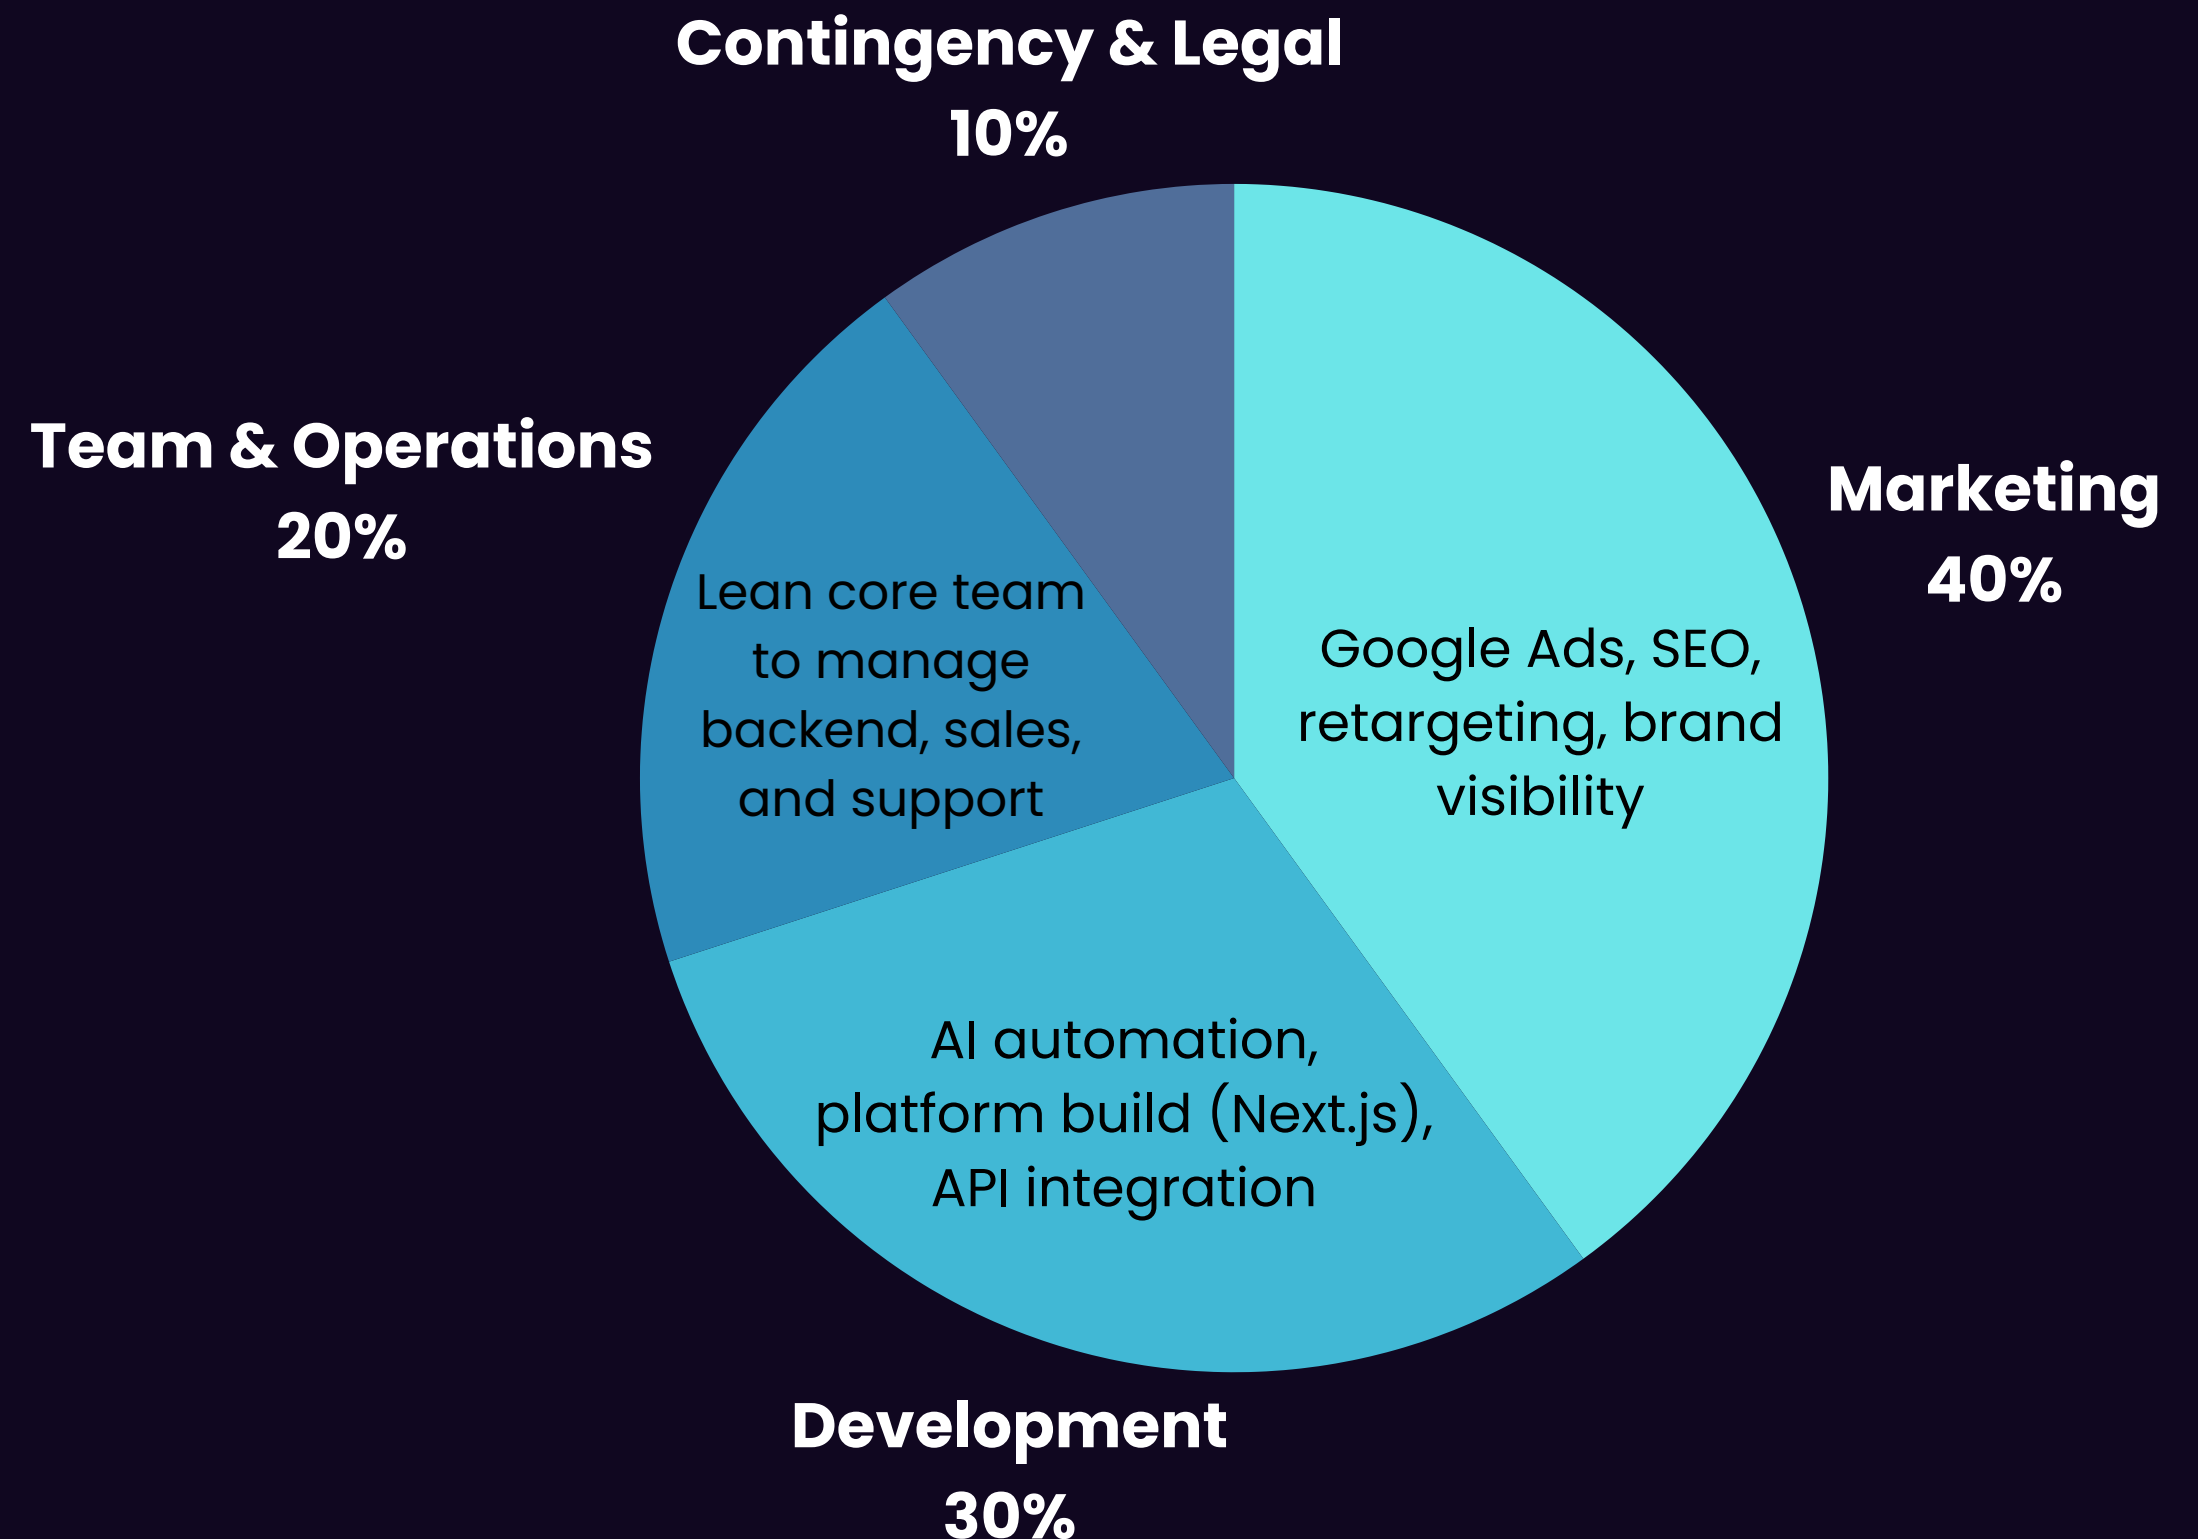 Contingency & Legal
10%
Team & Operations
20%
Marketing
40%
Lean core team
to manage
backend, sales,
and support
Google Ads, SEO,
retargeting, brand
visibility
AI automation,
platform build (Next.js),
API integration
Development
30%